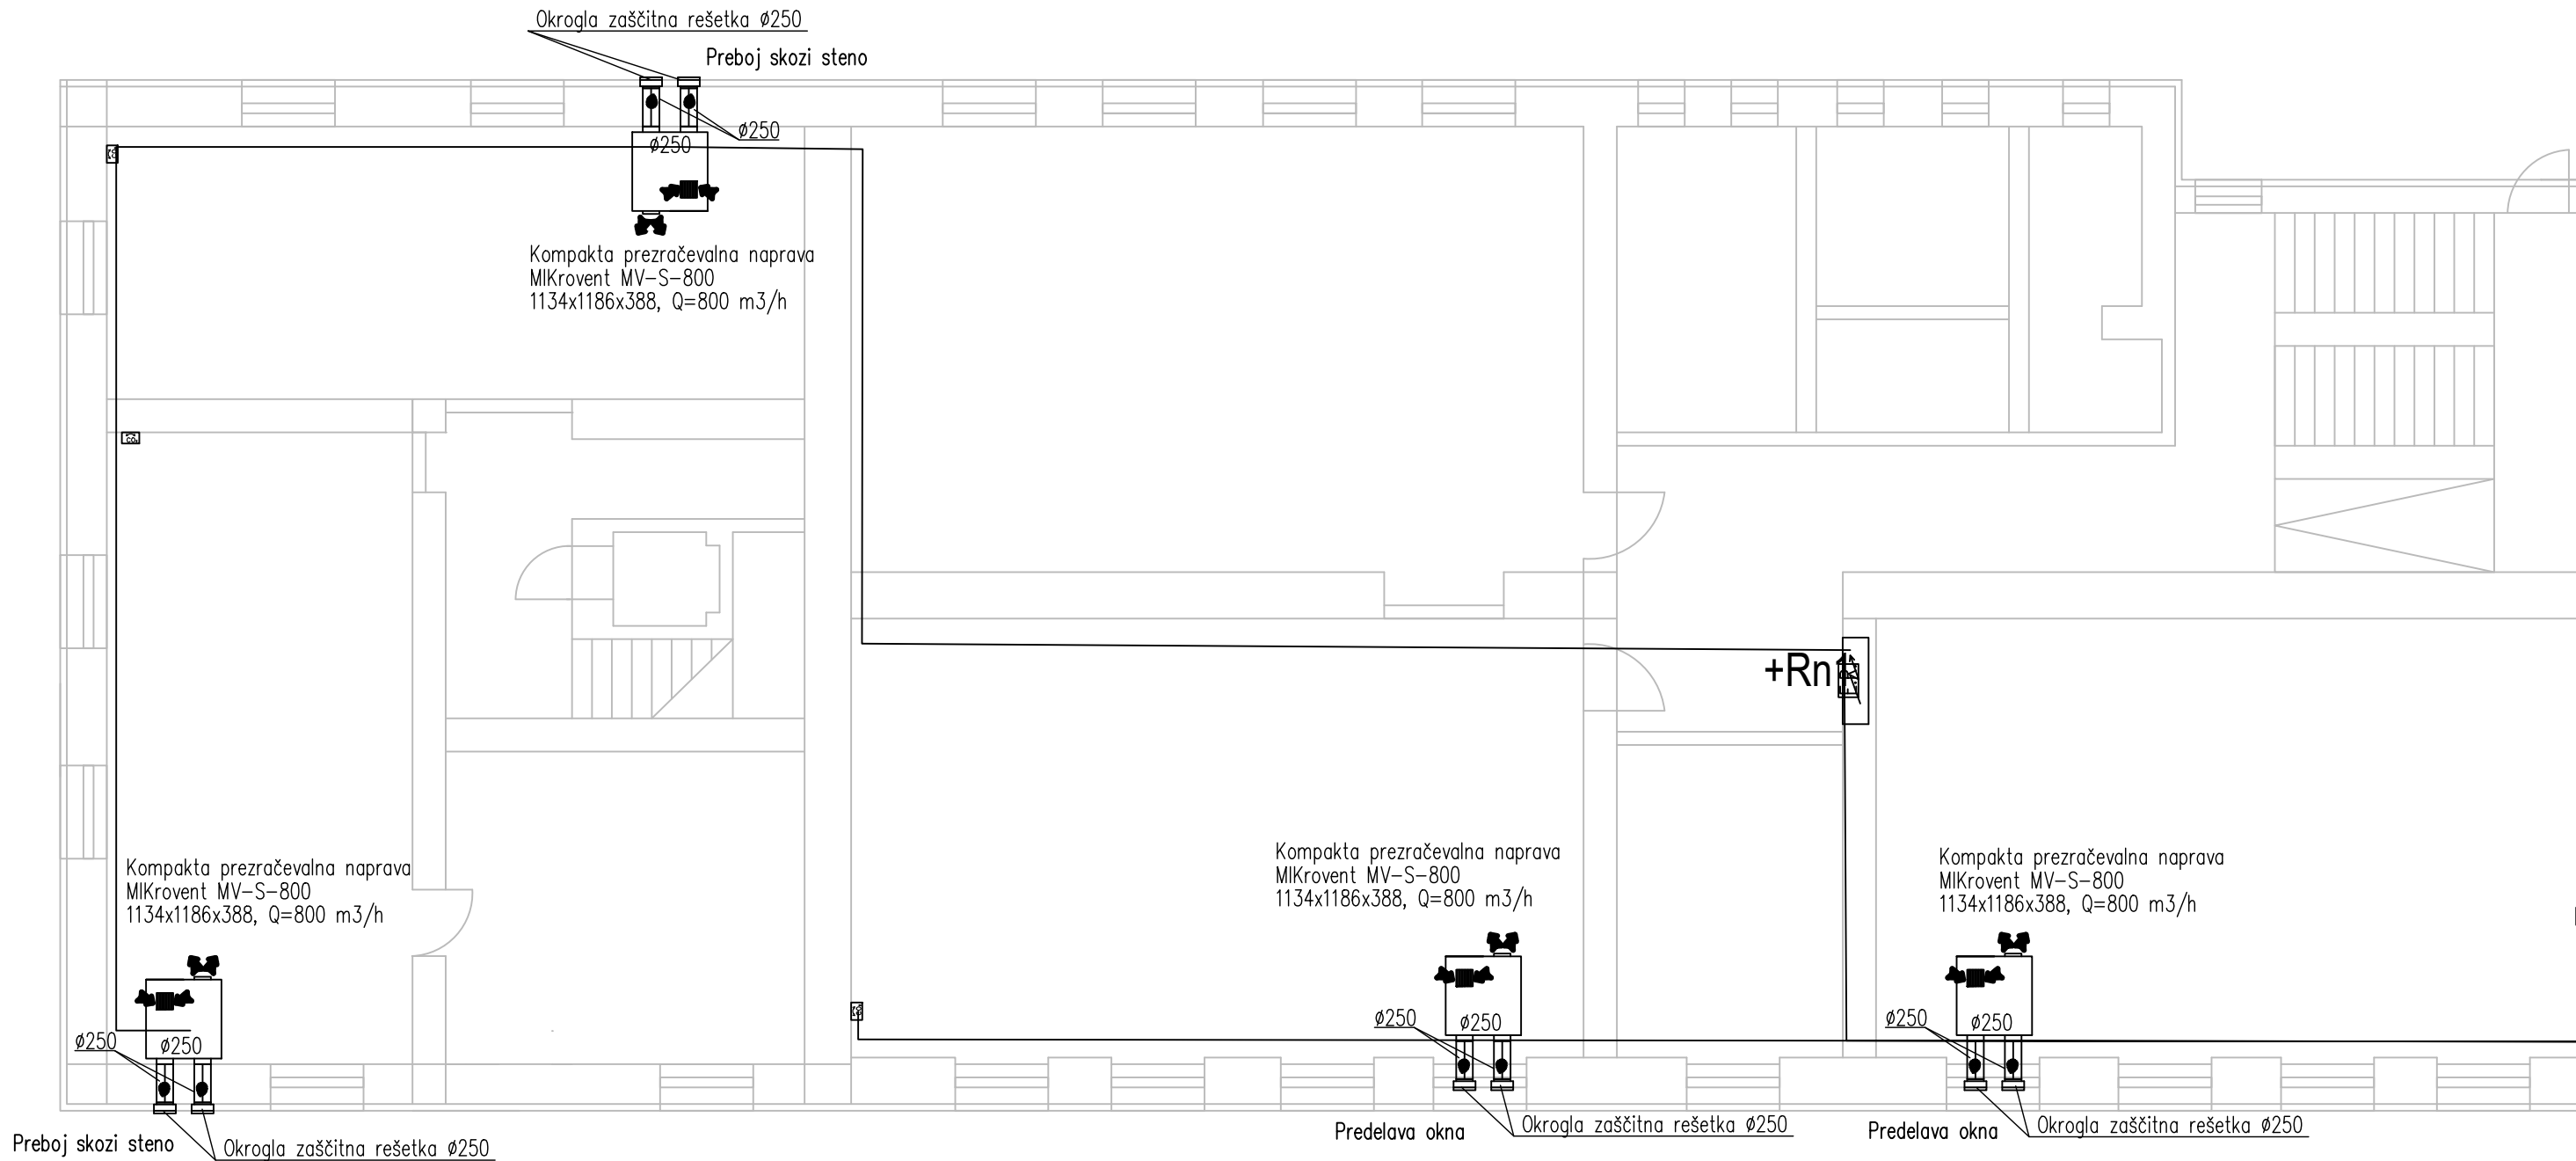 Okrogla zaščitna rešetka Ø250
Preboj skozi steno
Ø250
Ø250
Kompakta prezračevalna naprava
MIKrovent MV-S-800
1134x1186x388, Q=800 m3/h
+Rn1
Kompakta prezračevalna naprava
MIKrovent MV-S-800
1134x1186x388, Q=800 m3/h
Kompakta prezračevalna naprava
MIKrovent MV-S-800
1134x1186x388, Q=800 m3/h
Kompakta prezračevalna naprava
MIKrovent MV-S-800
1134x1186x388, Q=800 m3/h
Ø250
Ø250
Ø250
Ø250
Ø250
Ø250
Preboj skozi steno
Okrogla zaščitna rešetka Ø250
Predelava okna
Okrogla zaščitna rešetka Ø250
Predelava okna
Okrogla zaščitna rešetka Ø250